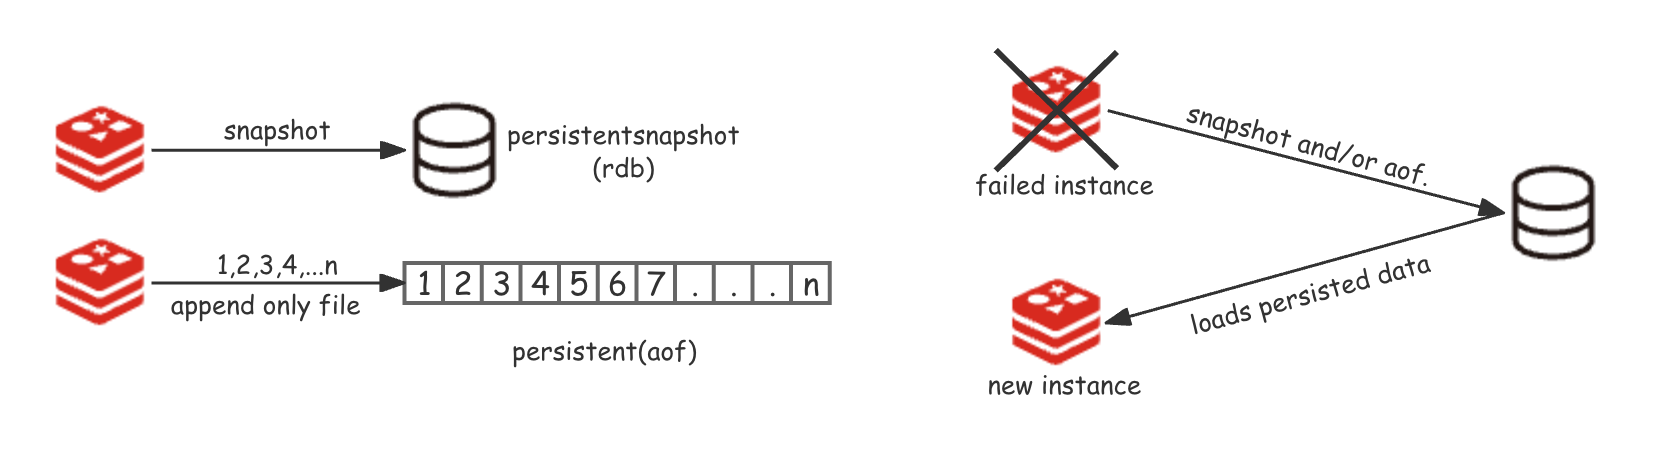 snapshot
persistentsnapshot
(rdb)
1,2,3,4,...n
append only file
1 2 3 4 5 6 7 . . . n
persistent(aof)
failed instance
snapshot and/or aof.
loads persisted data
new instance